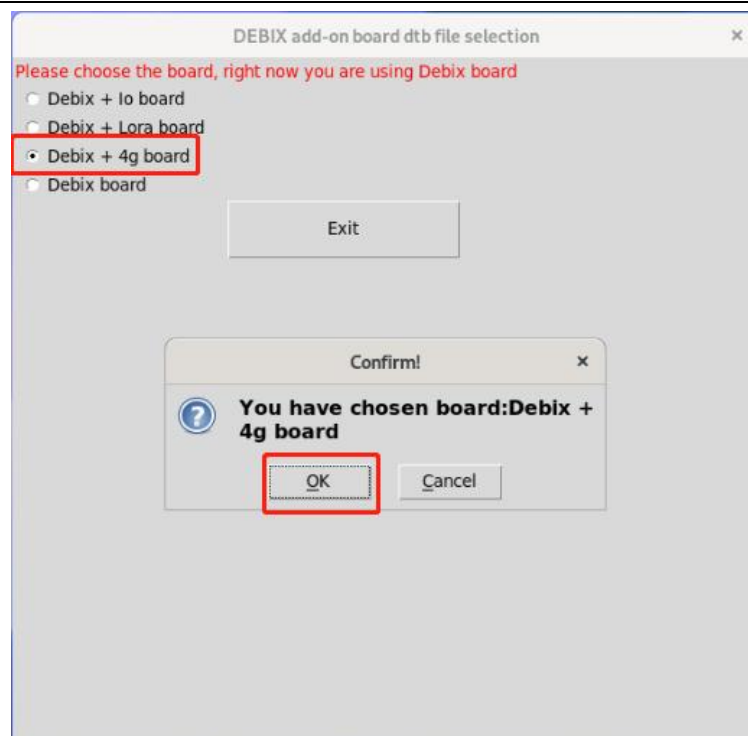 DEBIX add-on board dtb file selection
Please choose the board, right now you are using Debix board
Debix + Io board
Debix + Lora board
Debix + 4g board
Debix board
Exit
Confirm!
You have chosen board:Debix +
4g board
OK
Cancel